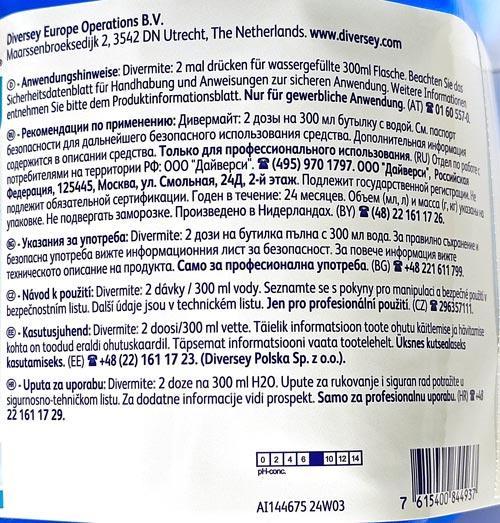 Diversey Europe Operations B.V.
Maarssenbroeksedijk 2, 3542 DN Utrecht, The Netherlands. www.diversey.com
D - Anwendungshinweise: Divermite: 2 mal drücken für wassergefüllte 300ml Flasche. Beachten Sie das
Sicherheitsdatenblatt für Handhabung und Anweisungen zur sicheren Anwendung. Weitere Informationen
entnehmen Sie bitte dem Produktinformationsblatt. Nur für gewerbliche Anwendung. (AT) ☎ 01 60 557-0.
- Рекомендации по применению: Дивермайт: 2 дозы на 300 мл бутылку с водой. См. паспорт
безопасности для дальнейшего безопасного использования средства. Дополнительная информация
содержится в описании средства. Только для профессионального использования. (RU) Отдел по работе с
потребителями на территории РФ: ООО "Дайверси". ☎ (495) 970 1797. ООО "Дайверси", Российская
Федерация, 125445, Москва, ул. Смольная, 24Д, 2-й этаж. Подлежит государственной регистрации. Не
подлежит обязательной сертификации. Годен в течение: 24 месяцев. Объем (мл, л) и масса (г, кг) указаны на
упаковке. Не подвергать заморозке. Произведено в Нидерландах. (BY) ☎ (48) 22 161 17 26.
- Указания за употреба: Divermite: 2 дози на бутилка пълна с 300 мл вода. За правилно съхранение и
безопасна употреба вижте информационния лист за безопасност. За повече информация вижте
техническото описание на продукта. Само за професионална употреба. (BG) ☎ +48 221 611 799.
- Návod k použití: Divermite: 2 dávky / 300 ml vody. Seznamte se s pokyny pro manipulaci a bezpečné použití v
bezpečnostním listu. Další údaje jsou v technickém listu. Jen pro profesionální použití. (CZ) ☎ 296357111.
- Kasutusjuhend: Divermite: 2 doosi/300 ml vette. Täielik informatsioon toote ohutu käitlemise ja hävitamise
kohta on toodud eraldi ohutuskaardil. Täpsemat informatsiooni vaata tootelehelt. Üksnes kutsealaseks
kasutamiseks. (EE) ☎ +48 (22) 161 17 23. (Diversey Polska Sp. z o.o.).
- Uputa za uporabu: Divermite: 2 doze na 300 ml H2O. Upute za rukovanje i siguran rad potražite u
sigurnosno-tehničkom listu. Za dodatne informacije vidi prospekt. Samo za profesionalnu uporabu. (HR) ☎ +48
22 161 17 29.
0 2 4 6 10 12 14
pH-conc.
AI144675 24W03
7 615400 844937